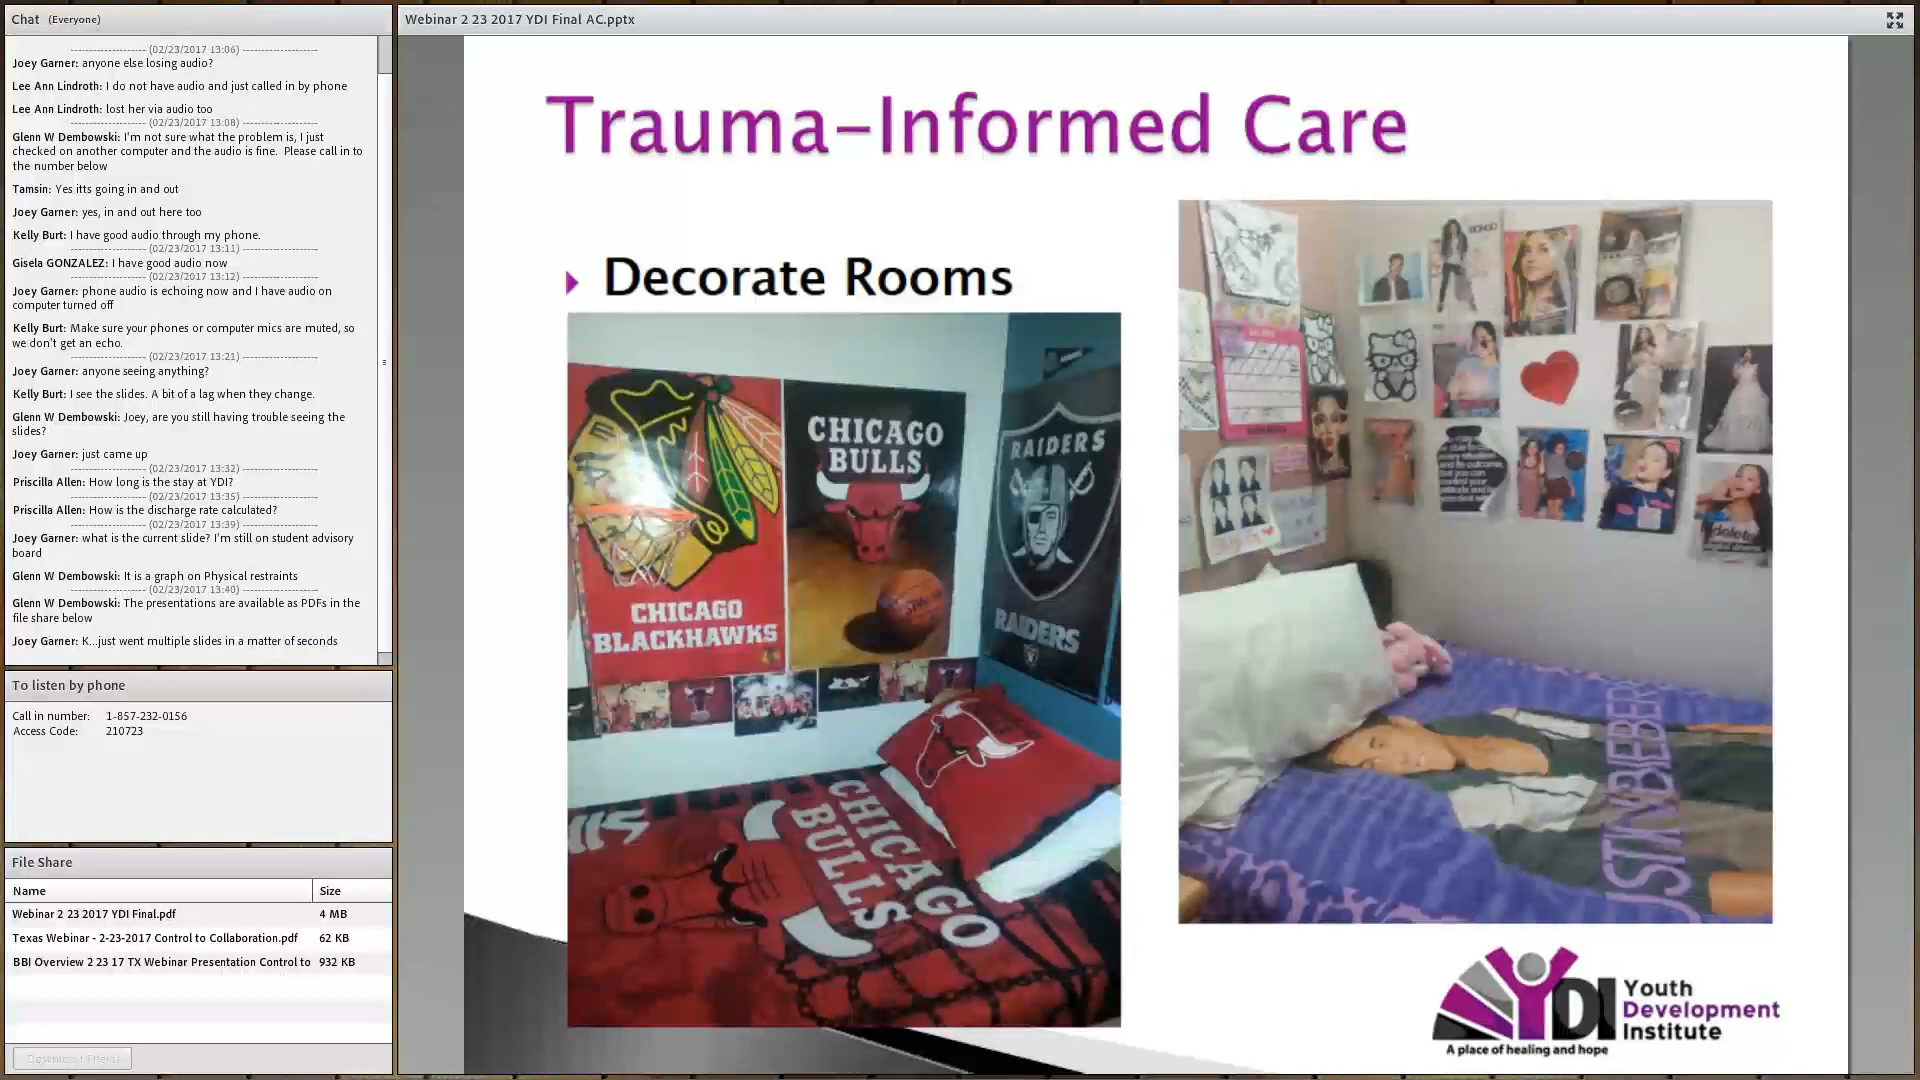 Chat (Everyone)
(02/23/2017 13:06)
Joey Garner: anyone else losing audio?
Lee Ann Lindroth: I do not have audio and just called in by phone
Lee Ann Lindroth: lost her via audio too
(02/23/2017 13:08)
Glenn W Dembowski: I'm not sure what the problem is, I just
checked on another computer and the audio is fine. Please call in to
the number below
Tamsin: Yes itts going in and out
Joey Garner: yes, in and out here too
Kelly Burt: I have good audio through my phone.
(02/23/2017 13:11)
Gisela GONZALEZ: I have good audio now
(02/23/2017 13:12)
Joey Garner: phone audio is echoing now and I have audio on
computer turned off
Kelly Burt: Make sure your phones or computer mics are muted, so
we don't get an echo.
(02/23/2017 13:21)
Joey Garner: anyone seeing anything?
Kelly Burt: I see the slides. A bit of a lag when they change.
Glenn W Dembowski: Joey, are you still having trouble seeing the
slides?
Joey Garner: just came up
(02/23/2017 13:32)
Priscilla Allen: How long is the stay at YDI?
(02/23/2017 13:35)
Priscilla Allen: How is the discharge rate calculated?
(02/23/2017 13:39)
Joey Garner: what is the current slide? I'm still on student advisory
board
Glenn W Dembowski: It is a graph on Physical restraints
(02/23/2017 13:40)
Glenn W Dembowski: The presentations are available as PDFs in the
file share below
Joey Garner: K...just went multiple slides in a matter of seconds
To listen by phone
Call in number: 1-857-232-0156
Access Code: 210723
File Share
Name Size
Webinar 2 23 2017 YDI Final.pdf 4 MB
Texas Webinar - 2-23-2017 Control to Collaboration.pdf 62 KB
BBI Overview 2 23 17 TX Webinar Presentation Control to 932 KB
Download File(s)
Webinar 2 23 2017 YDI Final AC.pptx
Trauma-Informed Care
Decorate Rooms
CHICAGO
BLACKHAWKS
CHICAGO
BULLS
RAIDERS
RAIDERS
CHICAGO
BULLS
BONGO
JUSTIN BIEBER
YDI Youth
Development
Institute
A place of healing and hope